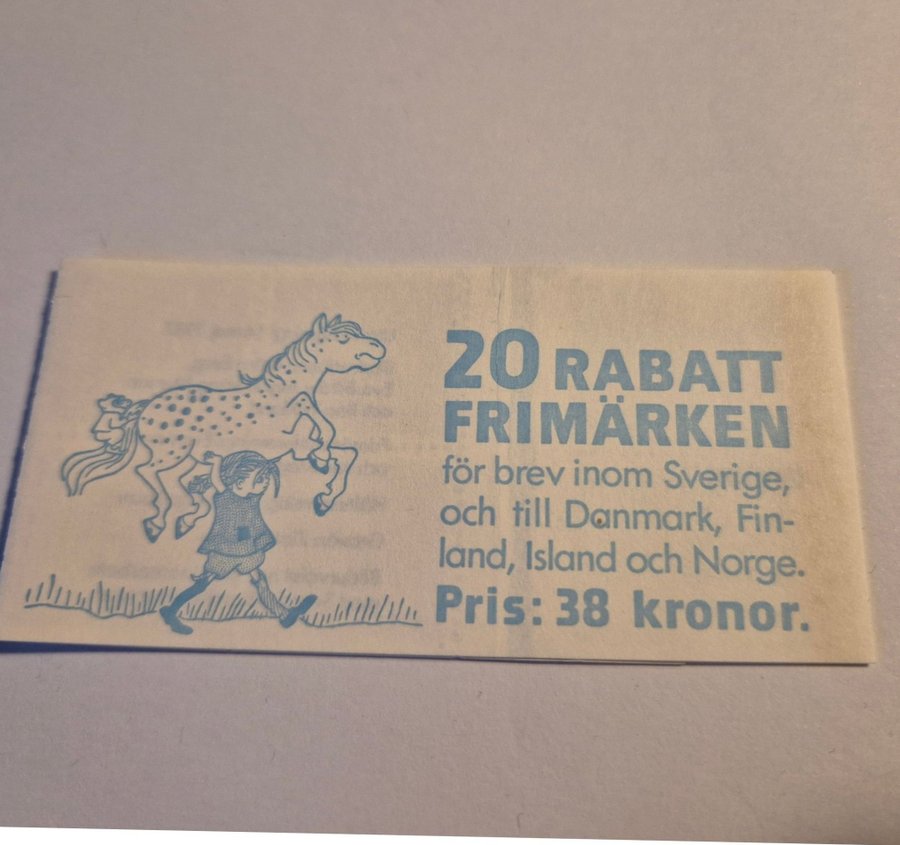 20 RABATT
FRIMÄRKEN
för brev inom Sverige,
och till Danmark, Fin-
land, Island och Norge.
Pris: 38 kronor.